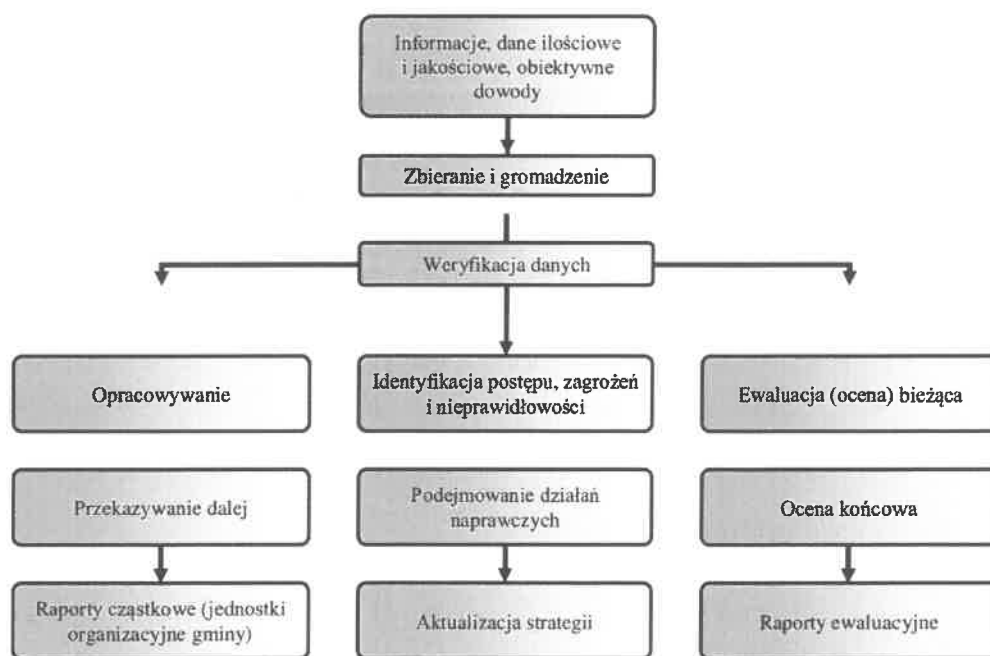 Informacje, dane ilościowe
i jakościowe, obiektywne
dowody
Zbieranie i gromadzenie
Weryfikacja danych
Opracowywanie
Identyfikacja postępu, zagrożeń
i nieprawidłowości
Ewaluacja (ocena) bieżąca
Przekazywanie dalej
Podejmowanie działań
naprawczych
Ocena końcowa
Raporty cząstkowe (jednostki
organizacyjne gminy)
Aktualizacja strategii
Raporty ewaluacyjne